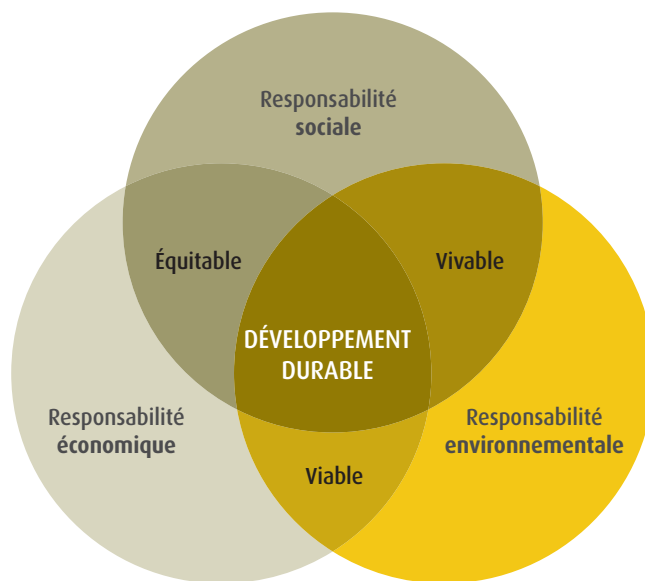 Responsabilité
sociale
Équitable
Vivable
DÉVELOPPEMENT
DURABLE
Responsabilité
économique
Responsabilité
environnementale
Viable